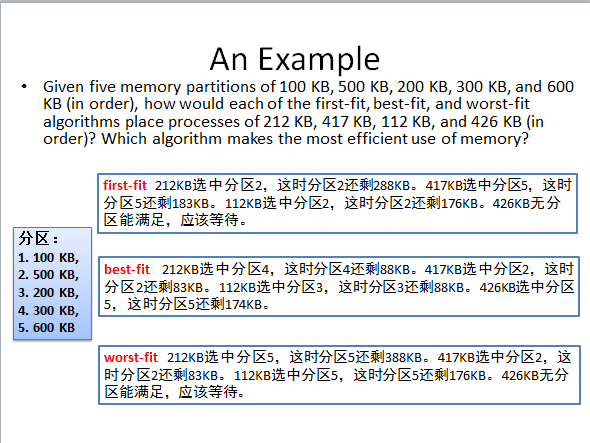 An Example
• Given five memory partitions of 100 KB, 500 KB, 200 KB, 300 KB, and 600
KB (in order), how would each of the first-fit, best-fit, and worst-fit
algorithms place processes of 212 KB, 417 KB, 112 KB, and 426 KB (in
order)? Which algorithm makes the most efficient use of memory?
first-fit 212KB选中分区2，这时分区2还剩288KB。417KB选中分区5，这时
分区5还剩183KB。112KB选中分区2，这时分区2还剩176KB。426KB无分
区能满足，应该等待。
分区：
1. 100 KB,
2. 500 KB,
3. 200 KB,
4. 300 KB,
5. 600 KB
best-fit 212KB选中分区4，这时分区4还剩88KB。417KB选中分区2，这时
分区2还剩83KB。112KB选中分区3，这时分区3还剩88KB。426KB选中分区
5，这时分区5还剩174KB。
worst-fit 212KB选中分区5，这时分区5还剩388KB。417KB选中分区2，这
时分区2还剩83KB。112KB选中分区5，这时分区5还剩176KB。426KB无分
区能满足，应该等待。